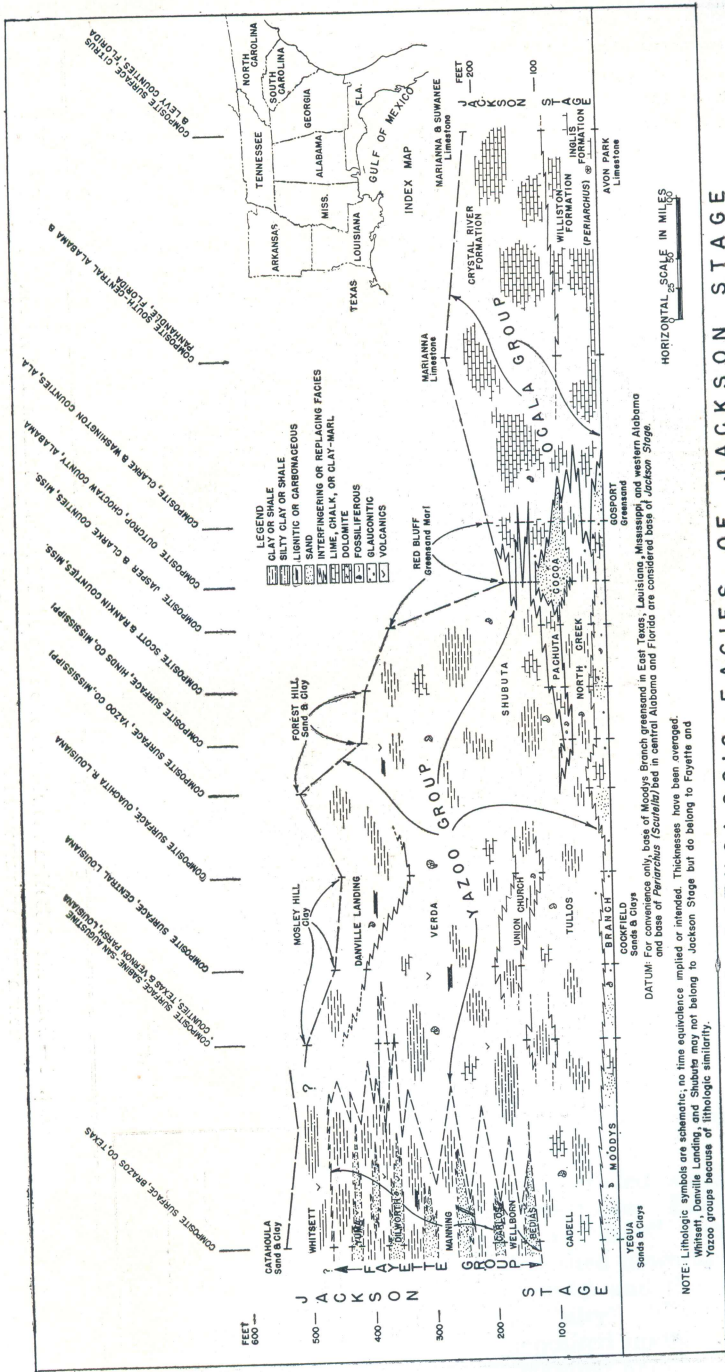 COMPOSITE SURFACE, BRAZOS CO, TEXAS
COMPOSITE SURFACE, SABINE-SAN AUGUSTINE
COUNTIES, TEXAS & VERNON PARISH, LOUISIANA
COMPOSITE SURFACE, CENTRAL LOUISIANA
COMPOSITE SURFACE, OUACHITA R. LOUISIANA
COMPOSITE SURFACE, YAZOO CO, MISSISSIPPI
COMPOSITE SURFACE, HINDS CO, MISSISSIPPI
COMPOSITE SCOTT & RANKIN COUNTIES, MISS.
COMPOSITE JASPER & CLARKE COUNTIES, MISS.
COMPOSITE OUTCROP, CHOCTAW COUNTY, ALABAMA
COMPOSITE, CLARKE & WASHINGTON COUNTIES, ALA.
COMPOSITE SOUTH-CENTRAL ALABAMA &
PANHANDLE, FLORIDA
COMPOSITE SURFACE, CITRUS
& LEVY COUNTIES, FLORIDA
LEGEND
CLAY OR SHALE
SILTY CLAY OR SHALE
LIGNITIC OR CARBONACEOUS
SAND
INTERFINGERING OR REPLACING FACIES
LIME, CHALK, OR CLAY-MARL
DOLOMITE
FOSSILIFEROUS
GLAUCONITIC
VOLCANICS
NORTH
CAROLINA
TENNESSEE
SOUTH
CAROLINA
ARKANSAS
MISS.
ALABAMA
GEORGIA
TEXAS
LOUISIANA
FLA.
GULF OF MEXICO
INDEX MAP
FEET
600
500
400
300
200
100
JACKSON STAGE
FAYETTE GROUP
?
CATAHOULA
Sand & Clay
WHITSETT
?
YUMA
DILWORTH
MANNING
CARLOS
WELLBORN
BEDIAS
CADELL
MOODYS BRANCH
YEGUA
Sands & Clays
MOSLEY HILL
Clay
DANVILLE LANDING
VERDA
YAZOO GROUP
UNION CHURCH
TULLOS
COCKFIELD
Sands & Clays
FOREST HILL
Sand & Clay
RED BLUFF
Greensand Marl
SHUBUTA
PACHUTA
COCOA
NORTH CREEK
GOSPORT
Greensand
MARIANNA
Limestone
OCALA GROUP
MARIANNA & SUWANEE
Limestone
CRYSTAL RIVER
FORMATION
WILLISTON
FORMATION
INGLIS
FORMATION
(PERIARCHUS)
AVON PARK
Limestone
FEET
200
100
JACKSON STAGE
HORIZONTAL SCALE IN MILES
0 25 50 100
DATUM: For convenience only, base of Moodys Branch greensand in East Texas, Louisiana, Mississippi, and western Alabama
and base of Periarchus (Scutella) bed in central Alabama and Florida are considered base of Jackson Stage.
NOTE: Lithologic symbols are schematic; no time equivalence implied or intended. Thicknesses have been averaged.
Whitsett, Danville Landing, and Shubuta may not belong to Jackson Stage but do belong to Fayette and
Yazoo groups because of lithologic similarity.
FACIES OF JACKSON STAGE